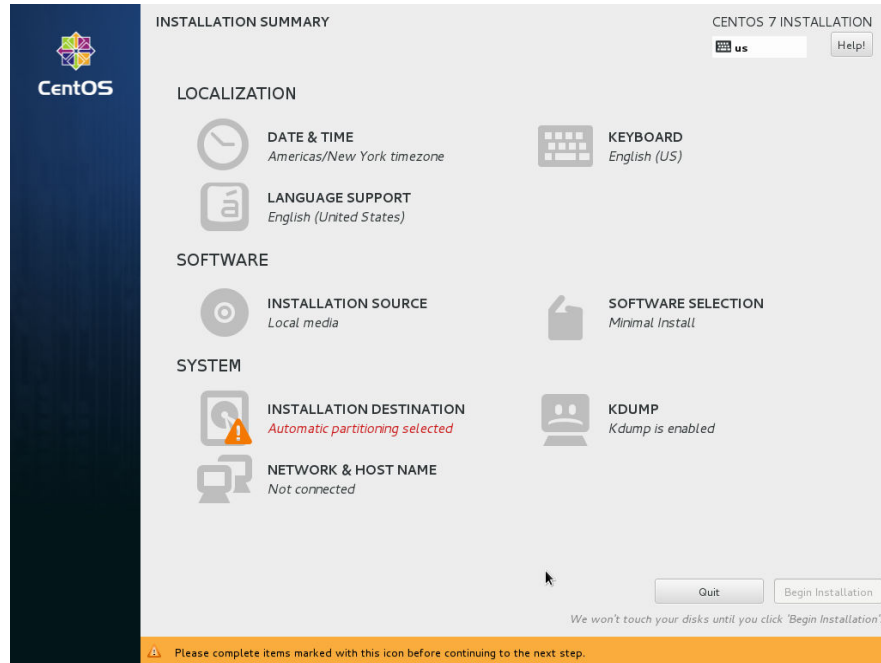 INSTALLATION SUMMARY
CENTOS 7 INSTALLATION
us
Help!
CentOS
LOCALIZATION
DATE & TIME
Americas/New York timezone
KEYBOARD
English (US)
á
LANGUAGE SUPPORT
English (United States)
SOFTWARE
INSTALLATION SOURCE
Local media
SOFTWARE SELECTION
Minimal Install
SYSTEM
INSTALLATION DESTINATION
Automatic partitioning selected
KDUMP
Kdump is enabled
NETWORK & HOST NAME
Not connected
Quit
Begin Installation
We won't touch your disks until you click 'Begin Installation'.
Please complete items marked with this icon before continuing to the next step.